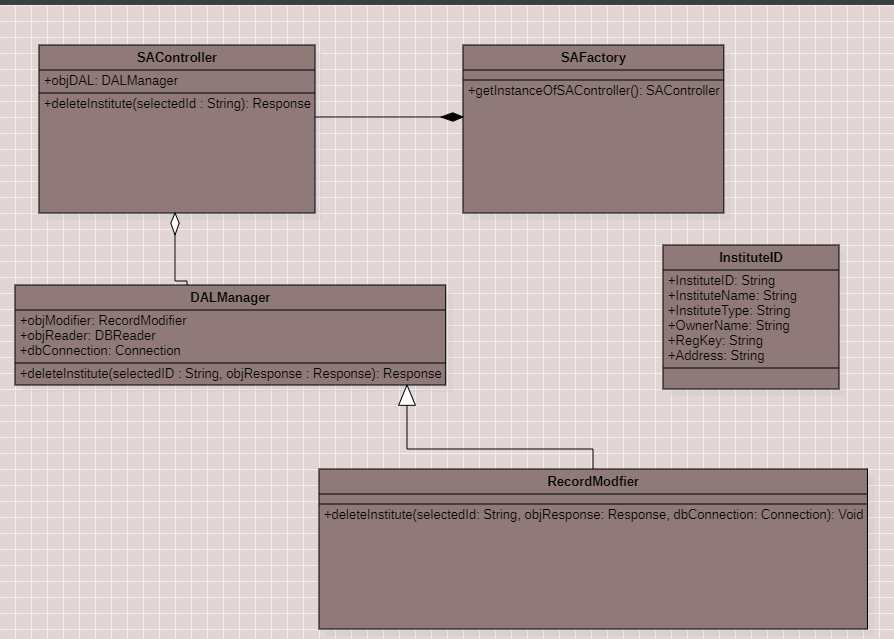 SAController
+objDAL: DALManager
+deleteInstitute(selectedId : String): Response
SAFactory
+getInstanceOfSAController(): SAController
InstituteID
+InstituteID: String
+InstituteName: String
+InstituteType: String
+OwnerName: String
+RegKey: String
+Address: String
DALManager
+objModifier: RecordModifier
+objReader: DBReader
+dbConnection: Connection
+deleteInstitute(selectedID : String, objResponse : Response): Response
RecordModfier
+deleteInstitute(selectedId: String, objResponse: Response, dbConnection: Connection): Void